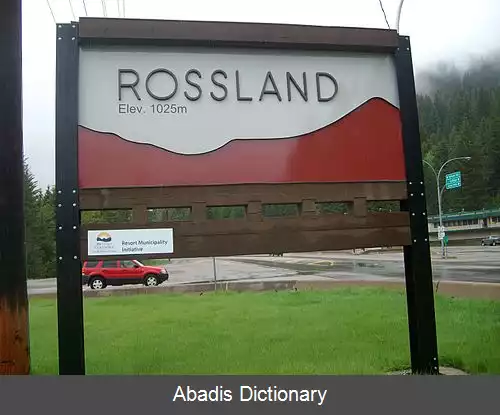 ROSSLAND
Elev. 1025m
Resort Municipality
Initiative
Abadis Dictionary